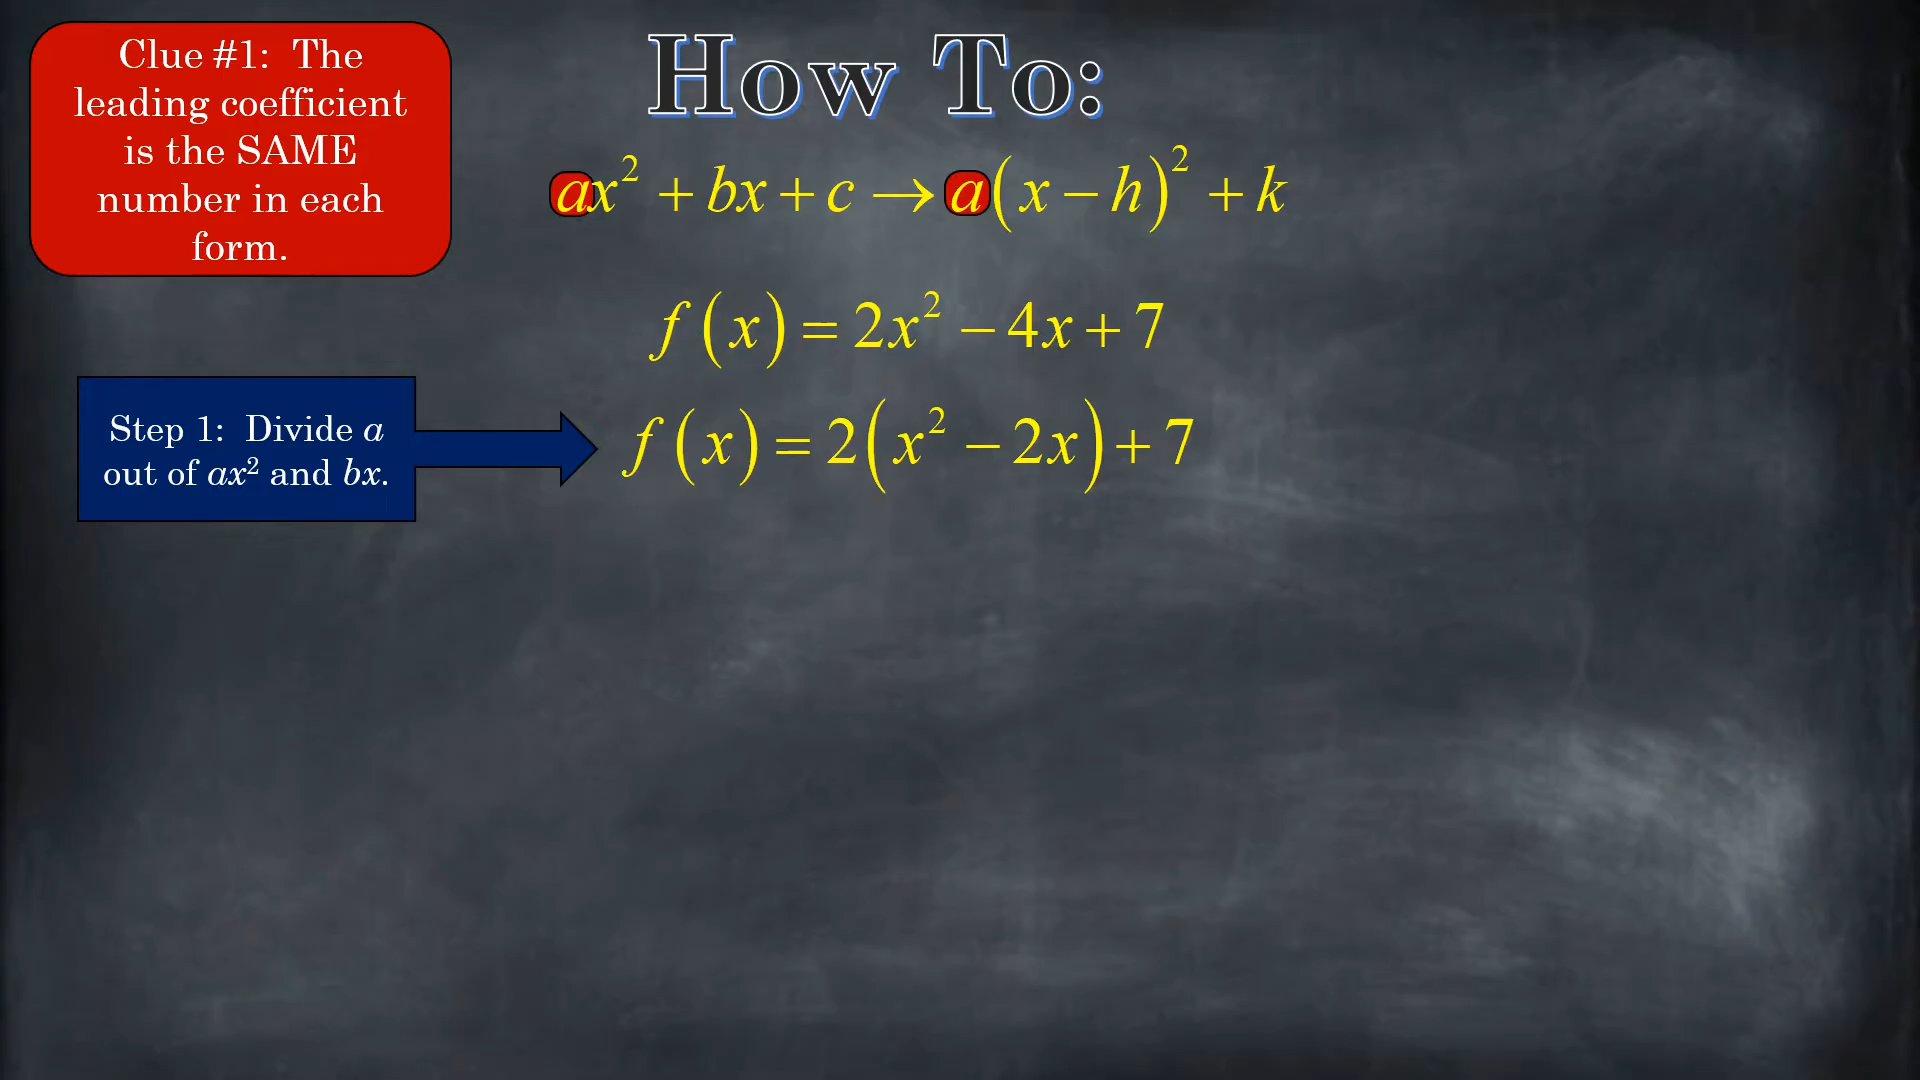 How To:
Clue #1: The
leading coefficient
is the SAME
number in each
form.
ax² + bx + c → a(x − h)² + k
f(x) = 2x² − 4x + 7
Step 1: Divide a
out of ax² and bx.
f(x) = 2(x² − 2x) + 7